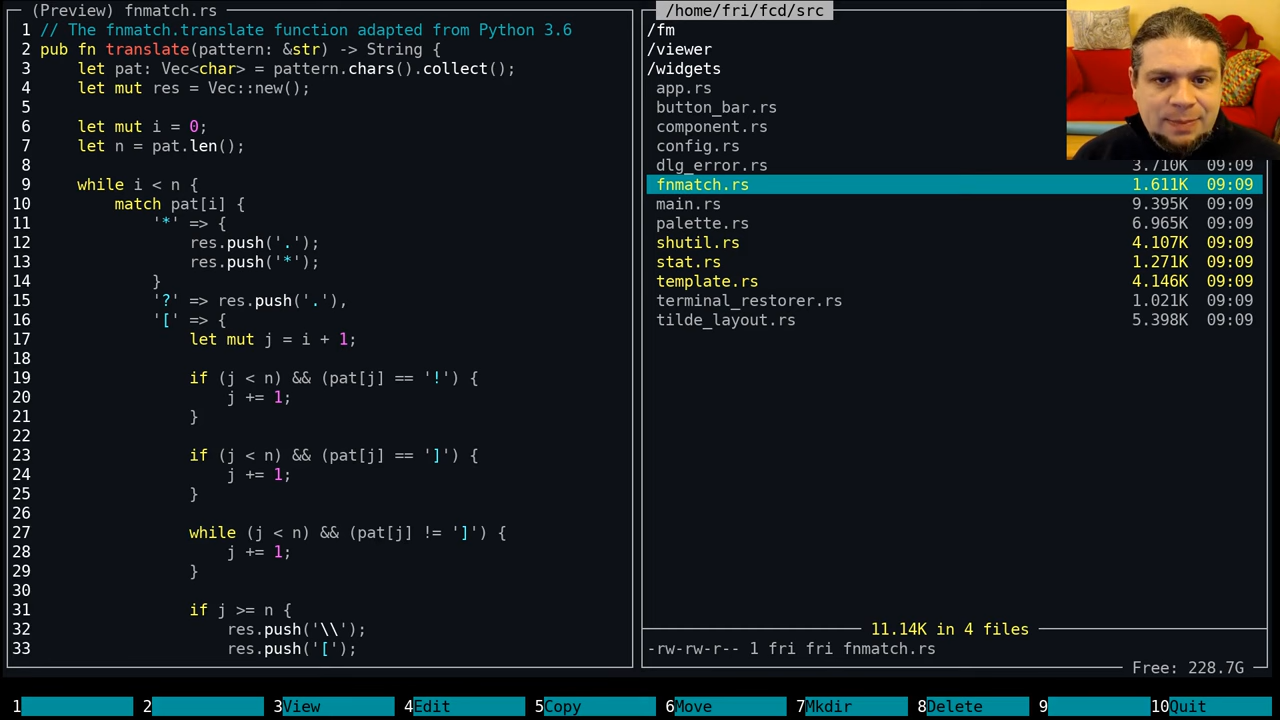 (Preview) fnmatch.rs
1 // The fnmatch.translate function adapted from Python 3.6
2 pub fn translate(pattern: &str) -> String {
3     let pat: Vec<char> = pattern.chars().collect();
4     let mut res = Vec::new();
5
6     let mut i = 0;
7     let n = pat.len();
8
9     while i < n {
10         match pat[i] {
11             '*' => {
12                 res.push('.');
13                 res.push('*');
14             }
15             '?' => res.push('.'),
16             '[' => {
17                 let mut j = i + 1;
18
19                 if (j < n) && (pat[j] == '!') {
20                     j += 1;
21                 }
22
23                 if (j < n) && (pat[j] == ']') {
24                     j += 1;
25                 }
26
27                 while (j < n) && (pat[j] != ']') {
28                     j += 1;
29                 }
30
31                 if j >= n {
32                     res.push('\\');
33                     res.push('[');
/home/fri/fcd/src
/fm
/viewer
/widgets
app.rs
button_bar.rs
component.rs
config.rs
dlg_error.rs 3.710K 09:09
fnmatch.rs 1.611K 09:09
main.rs 9.395K 09:09
palette.rs 6.965K 09:09
shutil.rs 4.107K 09:09
stat.rs 1.271K 09:09
template.rs 4.146K 09:09
terminal_restorer.rs 1.021K 09:09
tilde_layout.rs 5.398K 09:09
11.14K in 4 files
-rw-rw-r-- 1 fri fri fnmatch.rs
Free: 228.7G
1 2 3View 4Edit 5Copy 6Move 7Mkdir 8Delete 9 10Quit